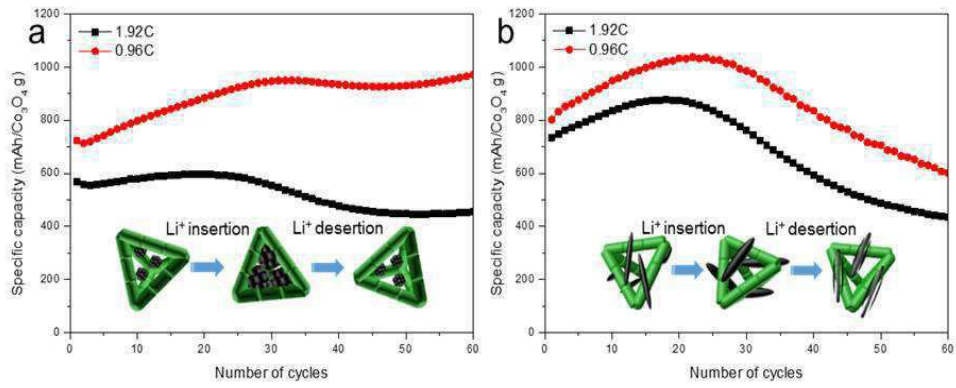 a
1.92C
0.96C
Specific capacity (mAh/Co₃O₄ g)
1200
1000
800
600
400
200
0
Li⁺ insertion
Li⁺ desertion
0
10
20
30
40
50
60
Number of cycles
b
1.92C
0.96C
Specific capacity (mAh/Co₃O₄ g)
1200
1000
800
600
400
200
0
Li⁺ insertion
Li⁺ desertion
0
10
20
30
40
50
60
Number of cycles